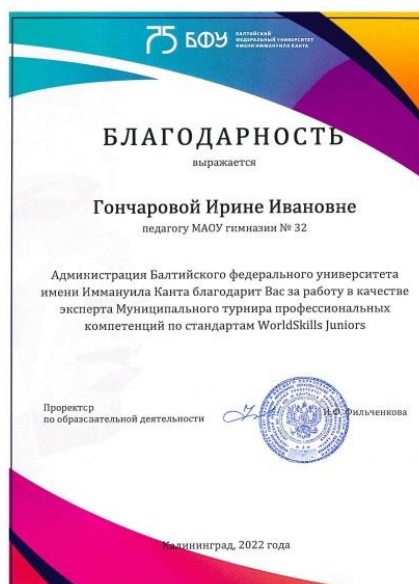 75 БФУ
БАЛТИЙСКИЙ
ФЕДЕРАЛЬНЫЙ УНИВЕРСИТЕТ
ИМЕНИ ИММАНУИЛА КАНТА
БЛАГОДАРНОСТЬ
выражается
Гончаровой Ирине Ивановне
педагогу МАОУ гимназии № 32
Администрация Балтийского федерального университета
имени Иммануила Канта благодарит Вас за работу в качестве
эксперта Муниципального турнира профессиональных
компетенций по стандартам WorldSkills Juniors
Проректор
по образовательной деятельности
И.Ф. Фильченкова
Калининград, 2022 года